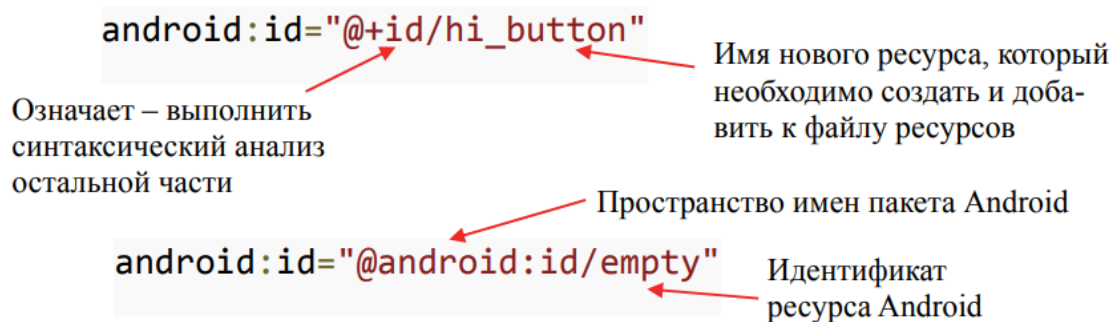 android:id="@+id/hi_button"
Имя нового ресурса, который
необходимо создать и доба-
вить к файлу ресурсов
Означает – выполнить
синтаксический анализ
остальной части
Пространство имен пакета Android
android:id="@android:id/empty"
Идентификат
ресурса Android